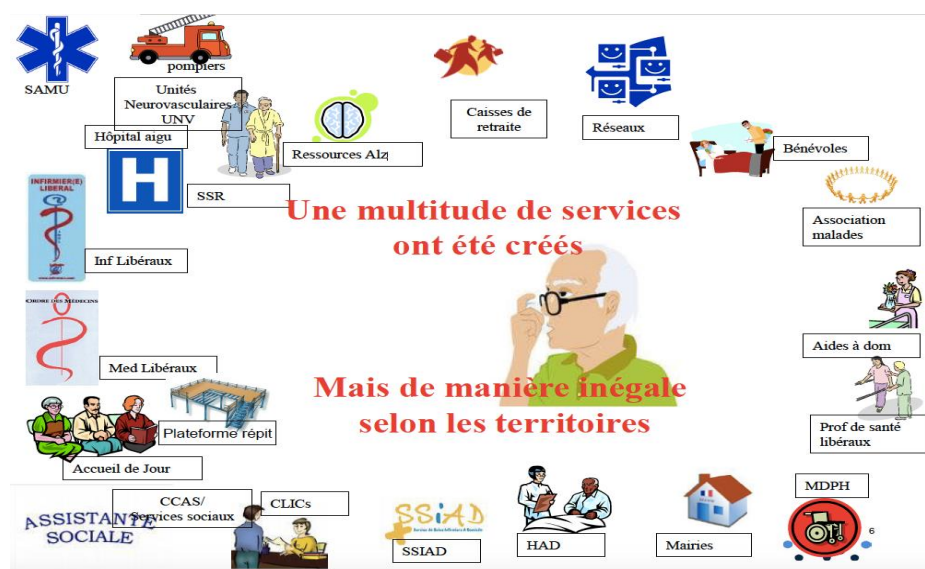 SAMU
pompiers
Unités
Neurovasculaires
UNV
Hôpital aigu
H
SSR
Ressources Alz
Caisses de
retraite
Réseaux
Bénévoles
Association
malades
INFIRMIER(E)
LIBERAL
Inf Libéraux
Une multitude de services
ont été créés
ORDRE DES MÉDECINS
Med Libéraux
Aides à dom
Mais de manière inégale
selon les territoires
Prof de santé
libéraux
Plateforme répit
Accueil de Jour
CCAS/
Services sociaux
ASSISTANTE
SOCIALE
CLICs
SSiAD
SSIAD
HAD
Mairies
MDPH
6